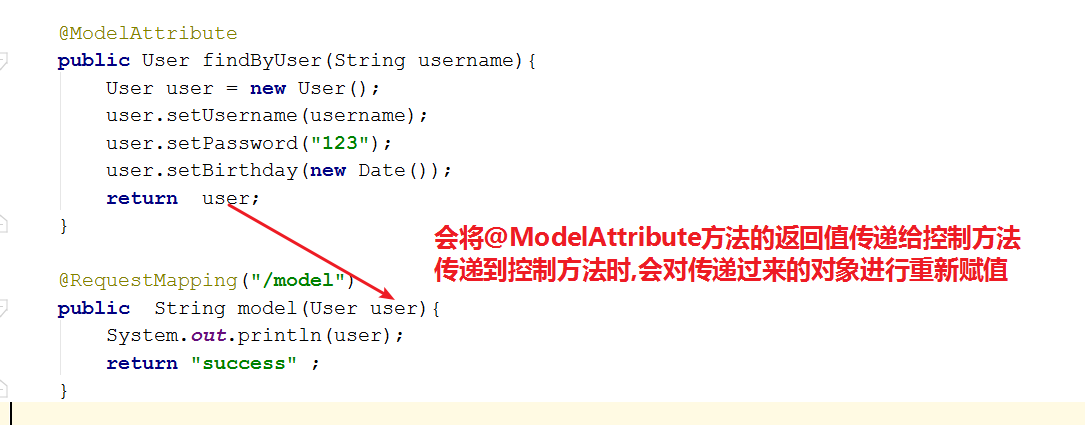 @ModelAttribute
public User findByUser(String username){
User user = new User();
user.setUsername(username);
user.setPassword("123");
user.setBirthday(new Date());
return  user;
}
会将@ModelAttribute方法的返回值传递给控制方法
传递到控制方法时,会对传递过来的对象进行重新赋值
@RequestMapping("/model")
public  String model(User user){
System.out.println(user);
return "success" ;
}